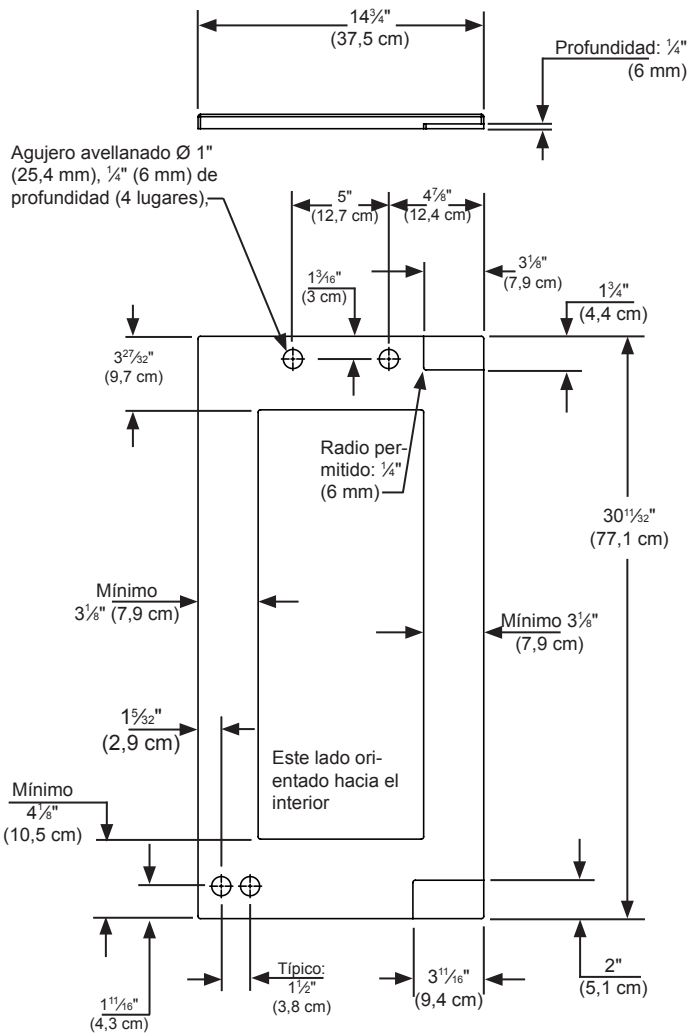 14¾"
(37,5 cm)
Profundidad: ¼"
(6 mm)
Agujero avellanado Ø 1"
(25,4 mm), ¼" (6 mm) de
profundidad (4 lugares),
5"
(12,7 cm)
4⅞"
(12,4 cm)
1³⁄₁₆"
(3 cm)
3⅛"
(7,9 cm)
1¾"
(4,4 cm)
3²⁷⁄₃₂"
(9,7 cm)
Radio per-
mitido: ¼"
(6 mm)
30¹¹⁄₃₂"
(77,1 cm)
Mínimo
3⅛" (7,9 cm)
Mínimo 3⅛"
(7,9 cm)
1⁵⁄₃₂"
(2,9 cm)
Este lado ori-
entado hacia el
interior
Mínimo
4⅛"
(10,5 cm)
1¹¹⁄₁₆"
(4,3 cm)
Típico:
1½"
(3,8 cm)
3¹¹⁄₁₆"
(9,4 cm)
2"
(5,1 cm)